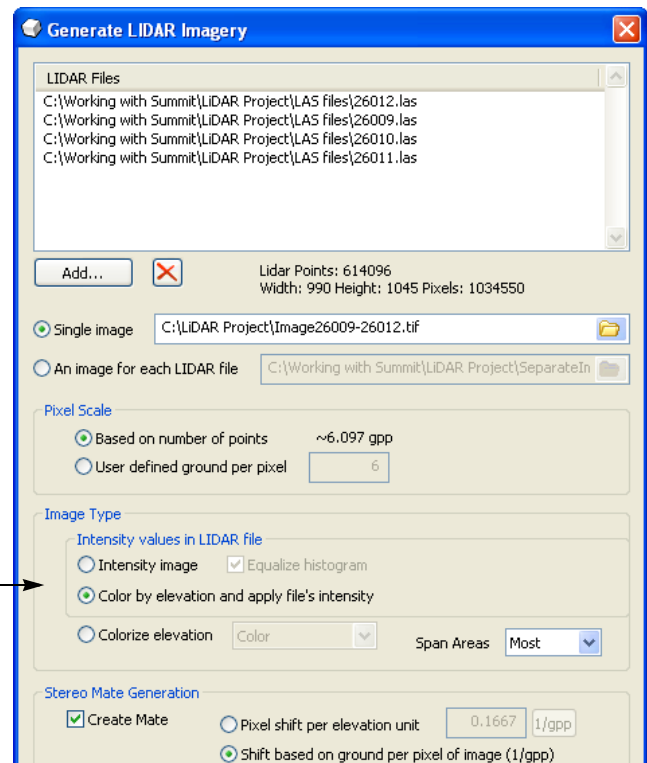 Generate LIDAR Imagery
LIDAR Files
C:\Working with Summit\LiDAR Project\LAS files\26012.las
C:\Working with Summit\LiDAR Project\LAS files\26009.las
C:\Working with Summit\LiDAR Project\LAS files\26010.las
C:\Working with Summit\LiDAR Project\LAS files\26011.las
Add...
Lidar Points: 614096
Width: 990 Height: 1045 Pixels: 1034550
Single image C:\LiDAR Project\Image26009-26012.tif
An image for each LIDAR file C:\Working with Summit\LiDAR Project\SeparateIn
Pixel Scale
Based on number of points ~6.097 gpp
User defined ground per pixel 6
Image Type
Intensity values in LIDAR file
Intensity image Equalize histogram
Color by elevation and apply file's intensity
Colorize elevation Color Span Areas Most
Stereo Mate Generation
Create Mate Pixel shift per elevation unit 0.1667 1/gpp
Shift based on ground per pixel of image (1/gpp)